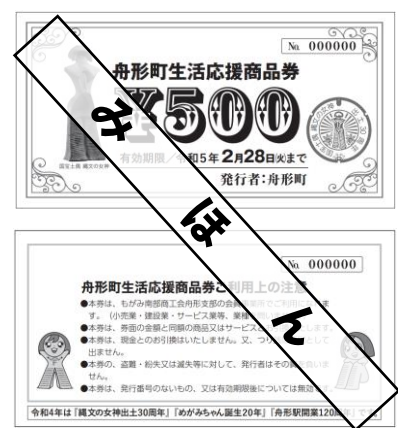 No. 000000
舟形町生活応援商品券
¥500
有効期限/令和5年2月28日火まで
国宝土偶 縄文の女神
発行者:舟形町
みほん
No. 000000
舟形町生活応援商品券ご利用上の注意
●本券は、もがみ南部商工会舟形支部の会員
す。(小売業・建設業・サービス業等、業種
●本券は、券面の金額と同額の商品又はサービスと
●本券は、現金とのお引換はいたしません。又、つり
出ません。
●本券の、盗難・紛失又は滅失等に対して、発行者はその責を負いま
せん。
●本券は、発行番号のないもの、又は有効期限後については無効
令和4年は『縄文の女神出土30周年』『めがみちゃん誕生20年』『舟形駅開業120周年』です